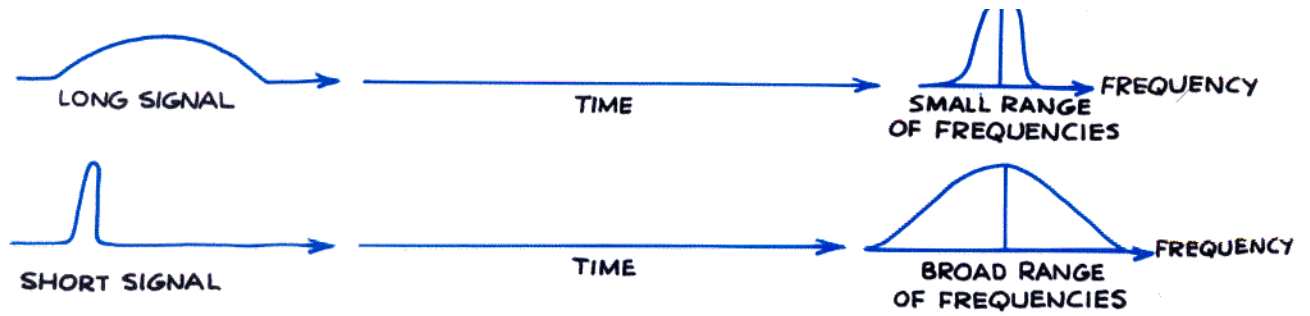 LONG SIGNAL
TIME
FREQUENCY
SMALL RANGE
OF FREQUENCIES
SHORT SIGNAL
TIME
FREQUENCY
BROAD RANGE
OF FREQUENCIES